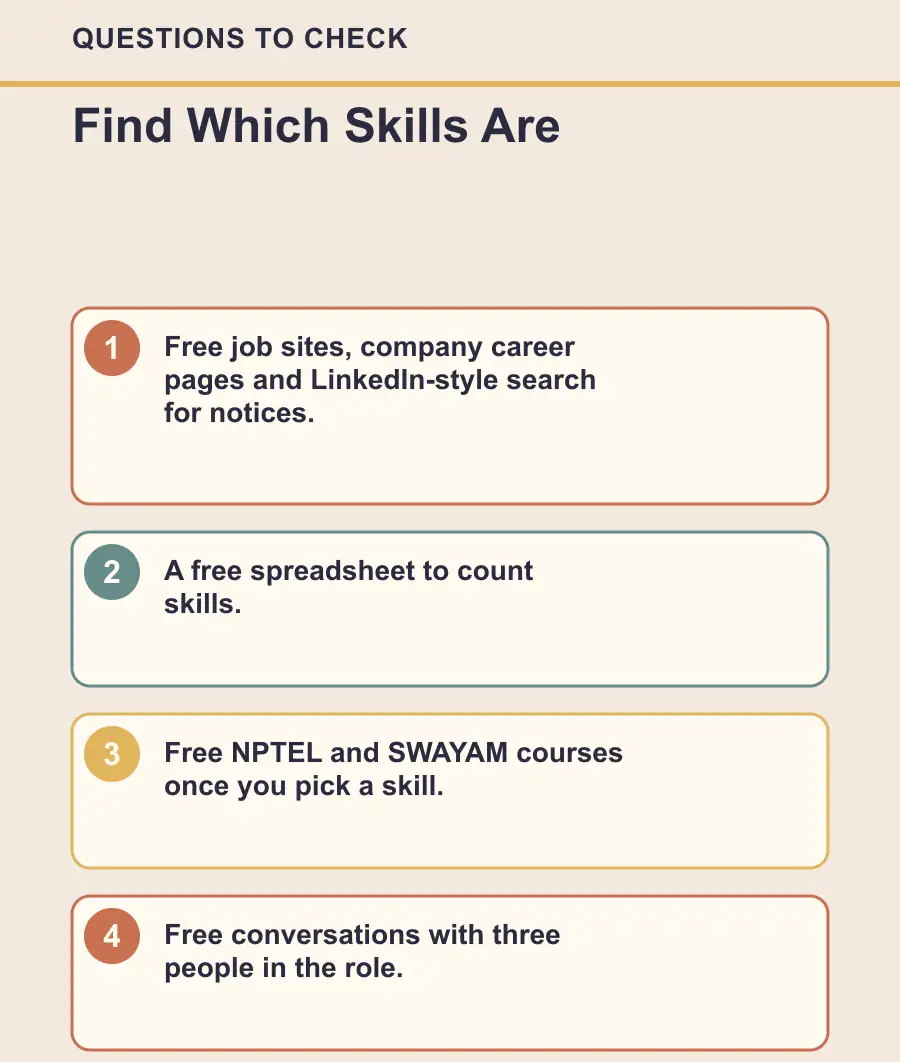 QUESTIONS TO CHECK
Find Which Skills Are
1
Free job sites, company career
pages and LinkedIn-style search
for notices.
2
A free spreadsheet to count
skills.
3
Free NPTEL and SWAYAM courses
once you pick a skill.
4
Free conversations with three
people in the role.